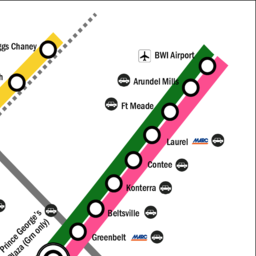 ggs Chaney
BWI Airport
Arundel Mills
Ft Meade
Laurel MARC
Contee
Konterra
Beltsville
Greenbelt MARC
Prince George's
Plaza (Grn only)